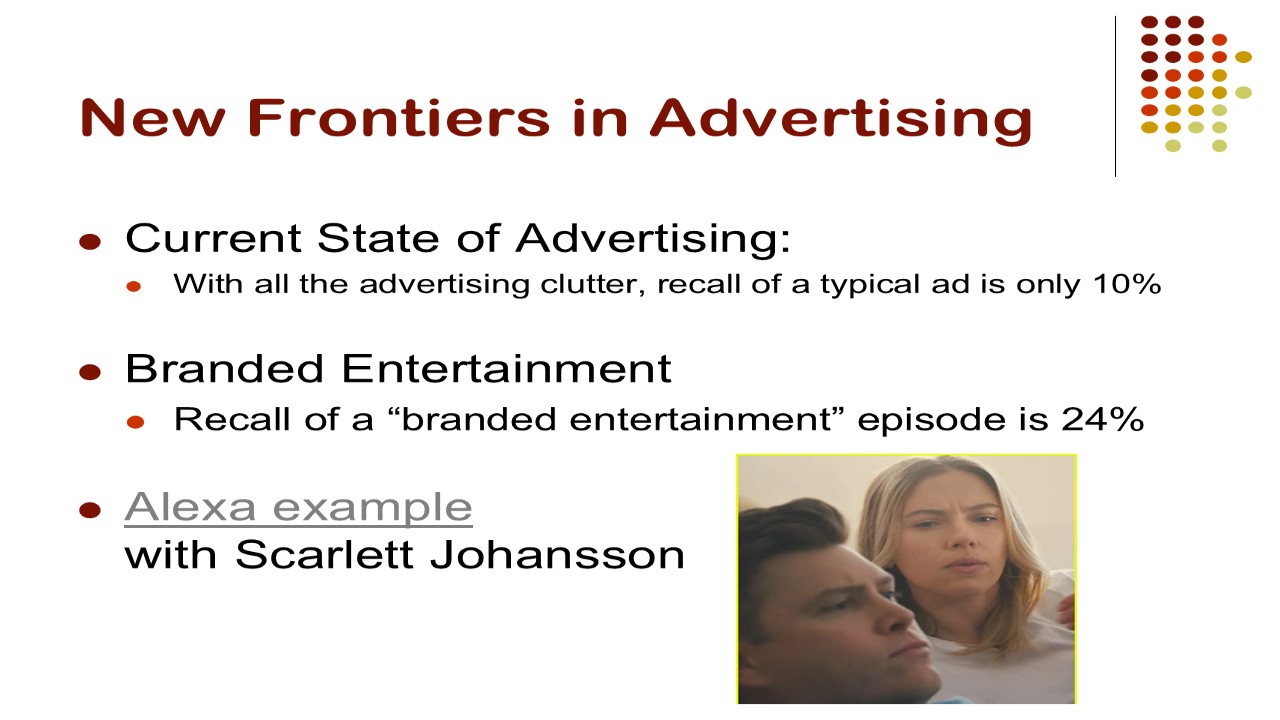 New Frontiers in Advertising
Current State of Advertising:
With all the advertising clutter, recall of a typical ad is only 10%
Branded Entertainment
Recall of a “branded entertainment” episode is 24%
Alexa example
with Scarlett Johansson